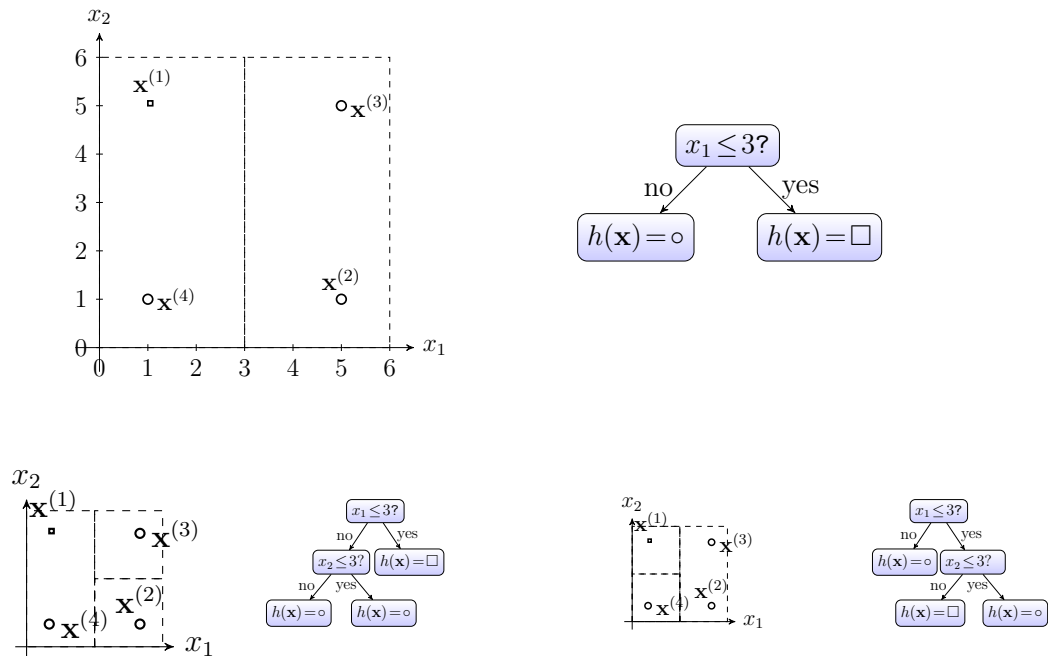 x₂
6
x⁽¹⁾
5
x⁽³⁾
4
3
2
x⁽²⁾
1
x⁽⁴⁾
0
x₁
0 1 2 3 4 5 6
x₁ ≤ 3?
no yes
h(x) = ○ h(x) = □
x₂
x⁽¹⁾
x⁽³⁾
x⁽²⁾
x⁽⁴⁾
x₁
x₁ ≤ 3?
no yes
x₂ ≤ 3? h(x) = □
no yes
h(x) = ○ h(x) = ○
x₂
x⁽¹⁾
x⁽³⁾
x⁽²⁾
x⁽⁴⁾
x₁
x₁ ≤ 3?
no yes
h(x) = ○ x₂ ≤ 3?
no yes
h(x) = □ h(x) = ○